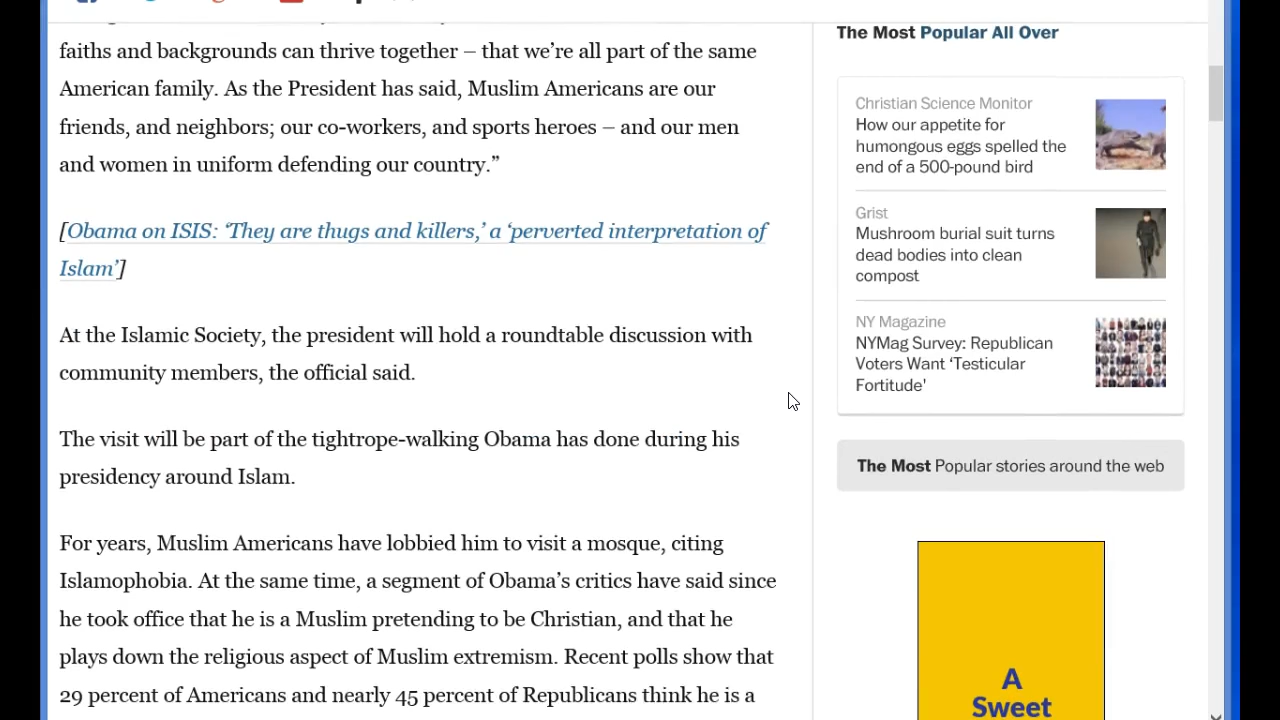 faiths and backgrounds can thrive together – that we’re all part of the same
American family. As the President has said, Muslim Americans are our
friends, and neighbors; our co-workers, and sports heroes – and our men
and women in uniform defending our country.”
[Obama on ISIS: ‘They are thugs and killers,’ a ‘perverted interpretation of
Islam’]
At the Islamic Society, the president will hold a roundtable discussion with
community members, the official said.
The visit will be part of the tightrope-walking Obama has done during his
presidency around Islam.
For years, Muslim Americans have lobbied him to visit a mosque, citing
Islamophobia. At the same time, a segment of Obama’s critics have said since
he took office that he is a Muslim pretending to be Christian, and that he
plays down the religious aspect of Muslim extremism. Recent polls show that
29 percent of Americans and nearly 45 percent of Republicans think he is a
The Most Popular All Over
Christian Science Monitor
How our appetite for
humongous eggs spelled the
end of a 500-pound bird
Grist
Mushroom burial suit turns
dead bodies into clean
compost
NY Magazine
NYMag Survey: Republican
Voters Want ‘Testicular
Fortitude'
The Most Popular stories around the web
A
Sweet